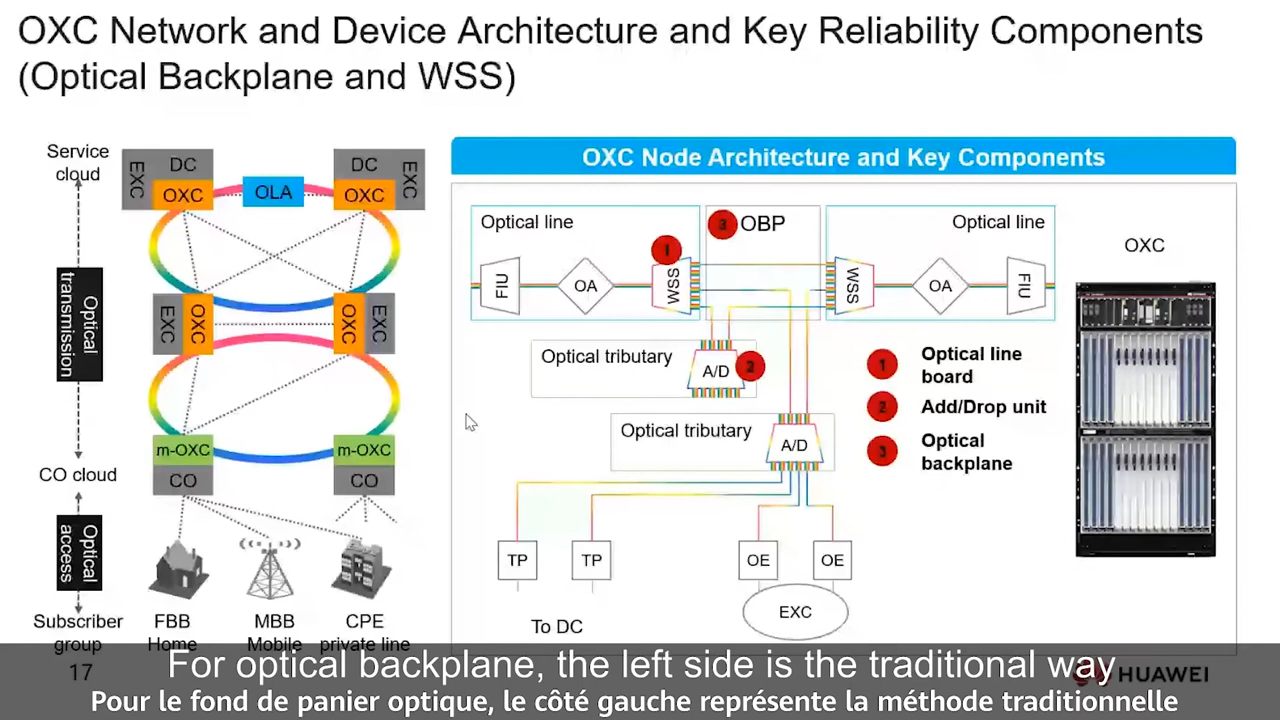 OXC Network and Device Architecture and Key Reliability Components
(Optical Backplane and WSS)
Service
cloud
Optical
transmission
CO cloud
Optical
access
Subscriber
group
EXC
DC
OXC
OLA
DC
OXC
EXC
EXC
OXC
OXC
EXC
m-OXC
CO
m-OXC
CO
FBB
Home
MBB
Mobile
CPE
private line
OXC Node Architecture and Key Components
Optical line
FIU
OA
1
WSS
3
OBP
Optical line
WSS
OA
FIU
Optical tributary
A/D
2
Optical tributary
A/D
TP
TP
OE
OE
To DC
EXC
1
Optical line
board
2
Add/Drop unit
3
Optical
backplane
OXC
17
HUAWEI
For optical backplane, the left side is the traditional way
Pour le fond de panier optique, le côté gauche représente la méthode traditionnelle